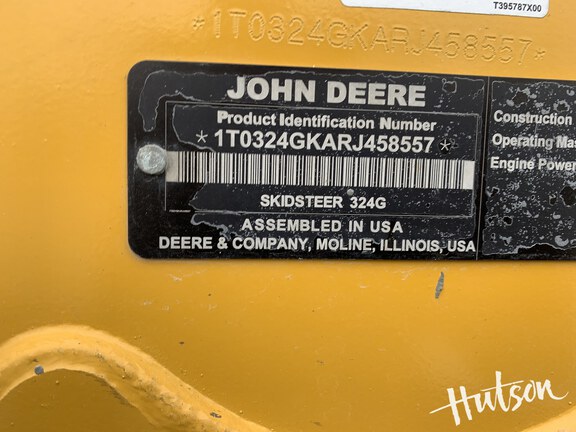 T395787X00
*1T0324GKARJ458557*
JOHN DEERE
Product Identification Number
*1T0324GKARJ458557*
SKIDSTEER 324G
ASSEMBLED IN USA
DEERE & COMPANY, MOLINE, ILLINOIS, USA
Construction
Operating
Engine Power
Hutson